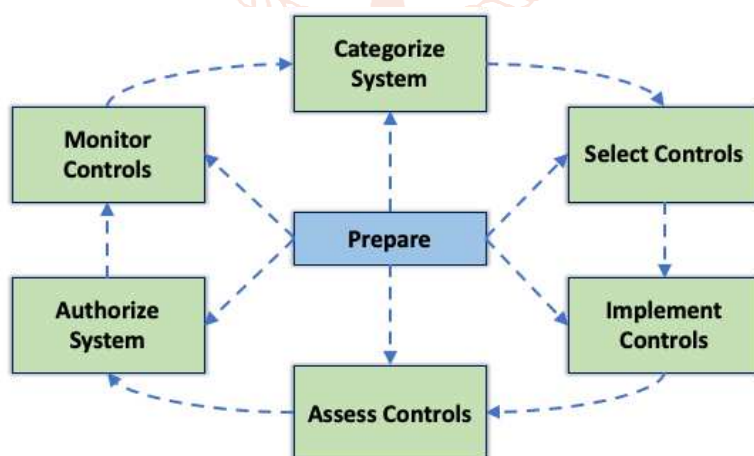 Categorize
System
Monitor
Controls
Select Controls
Prepare
Authorize
System
Implement
Controls
Assess Controls